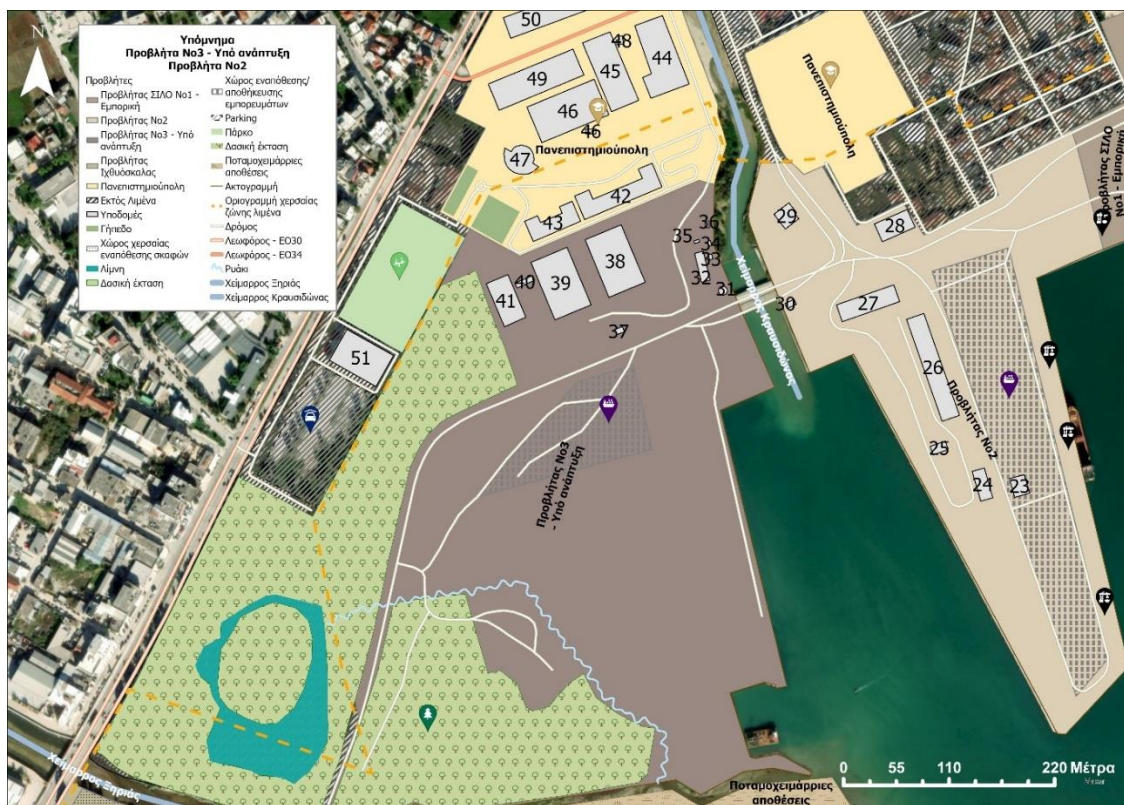 Υπόμνημα
Προβλήτα Νο3 - Υπό ανάπτυξη
Προβλήτα Νο2
Προβλήτες
Προβλήτας ΣΙΛΟ Νο1 -
Εμπορική
Προβλήτας Νο2
Προβλήτας Νο3 - Υπό
ανάπτυξη
Προβλήτας
Ιχθυόσκαλας
Πανεπιστημιούπολη
Εκτός Λιμένα
Υποδομές
Γήπεδο
Χώρος χερσαίας
εναπόθεσης σκαφών
Λίμνη
Δασική έκταση
Χώρος εναπόθεσης/
αποθήκευσης
εμπορευμάτων
Parking
Πάρκο
Δασική έκταση
Ποταμοχειμάρριες
αποθέσεις
Ακτογραμμή
Οριογραμμή χερσαίας
ζώνης λιμένα
Δρόμος
Λεωφόρος - ΕΟ30
Λεωφόρος - ΕΟ34
Ρυάκι
Χείμαρρος Ξηριάς
Χείμαρρος Κραυσιδώνας
N
50
48
44
49
45
46
46
47
Πανεπιστημιούπολη
Πανεπιστημιούπολη
42
43
36
35
34
33
32
31
29
28
30
27
38
39
40
41
37
51
26
25
24
23
Προβλήτας ΣΙΛΟ
Νο1 - Εμπορική
Χείμαρρος Κραυσιδώνας
Προβλήτας Νο2
Προβλήτας Νο3
- Υπό ανάπτυξη
Χείμαρρος Ξηριάς
Ποταμοχειμάρριες
αποθέσεις
0 55 110 220 Μέτρα